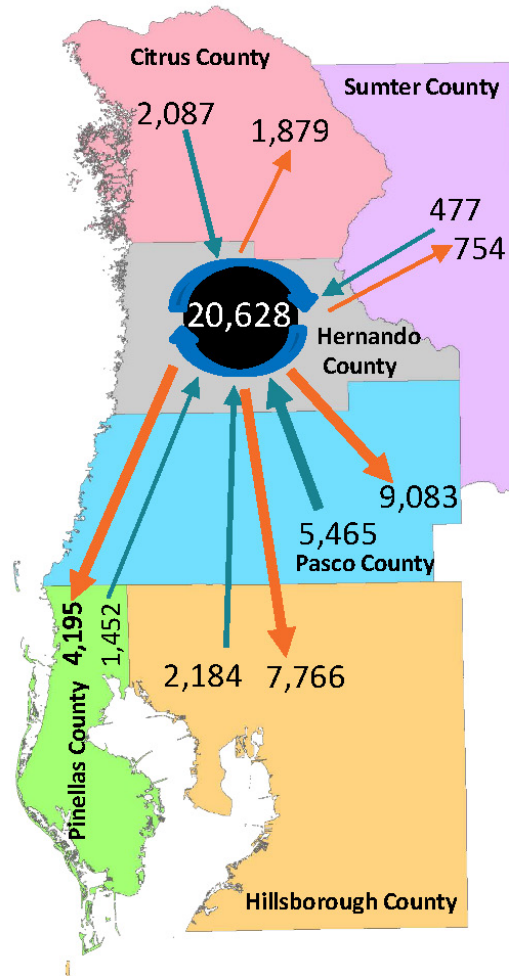 Citrus County
Sumter County
2,087
1,879
477
754
20,628
Hernando
County
9,083
5,465
Pasco County
4,195
1,452
Pinellas County
2,184
7,766
Hillsborough County